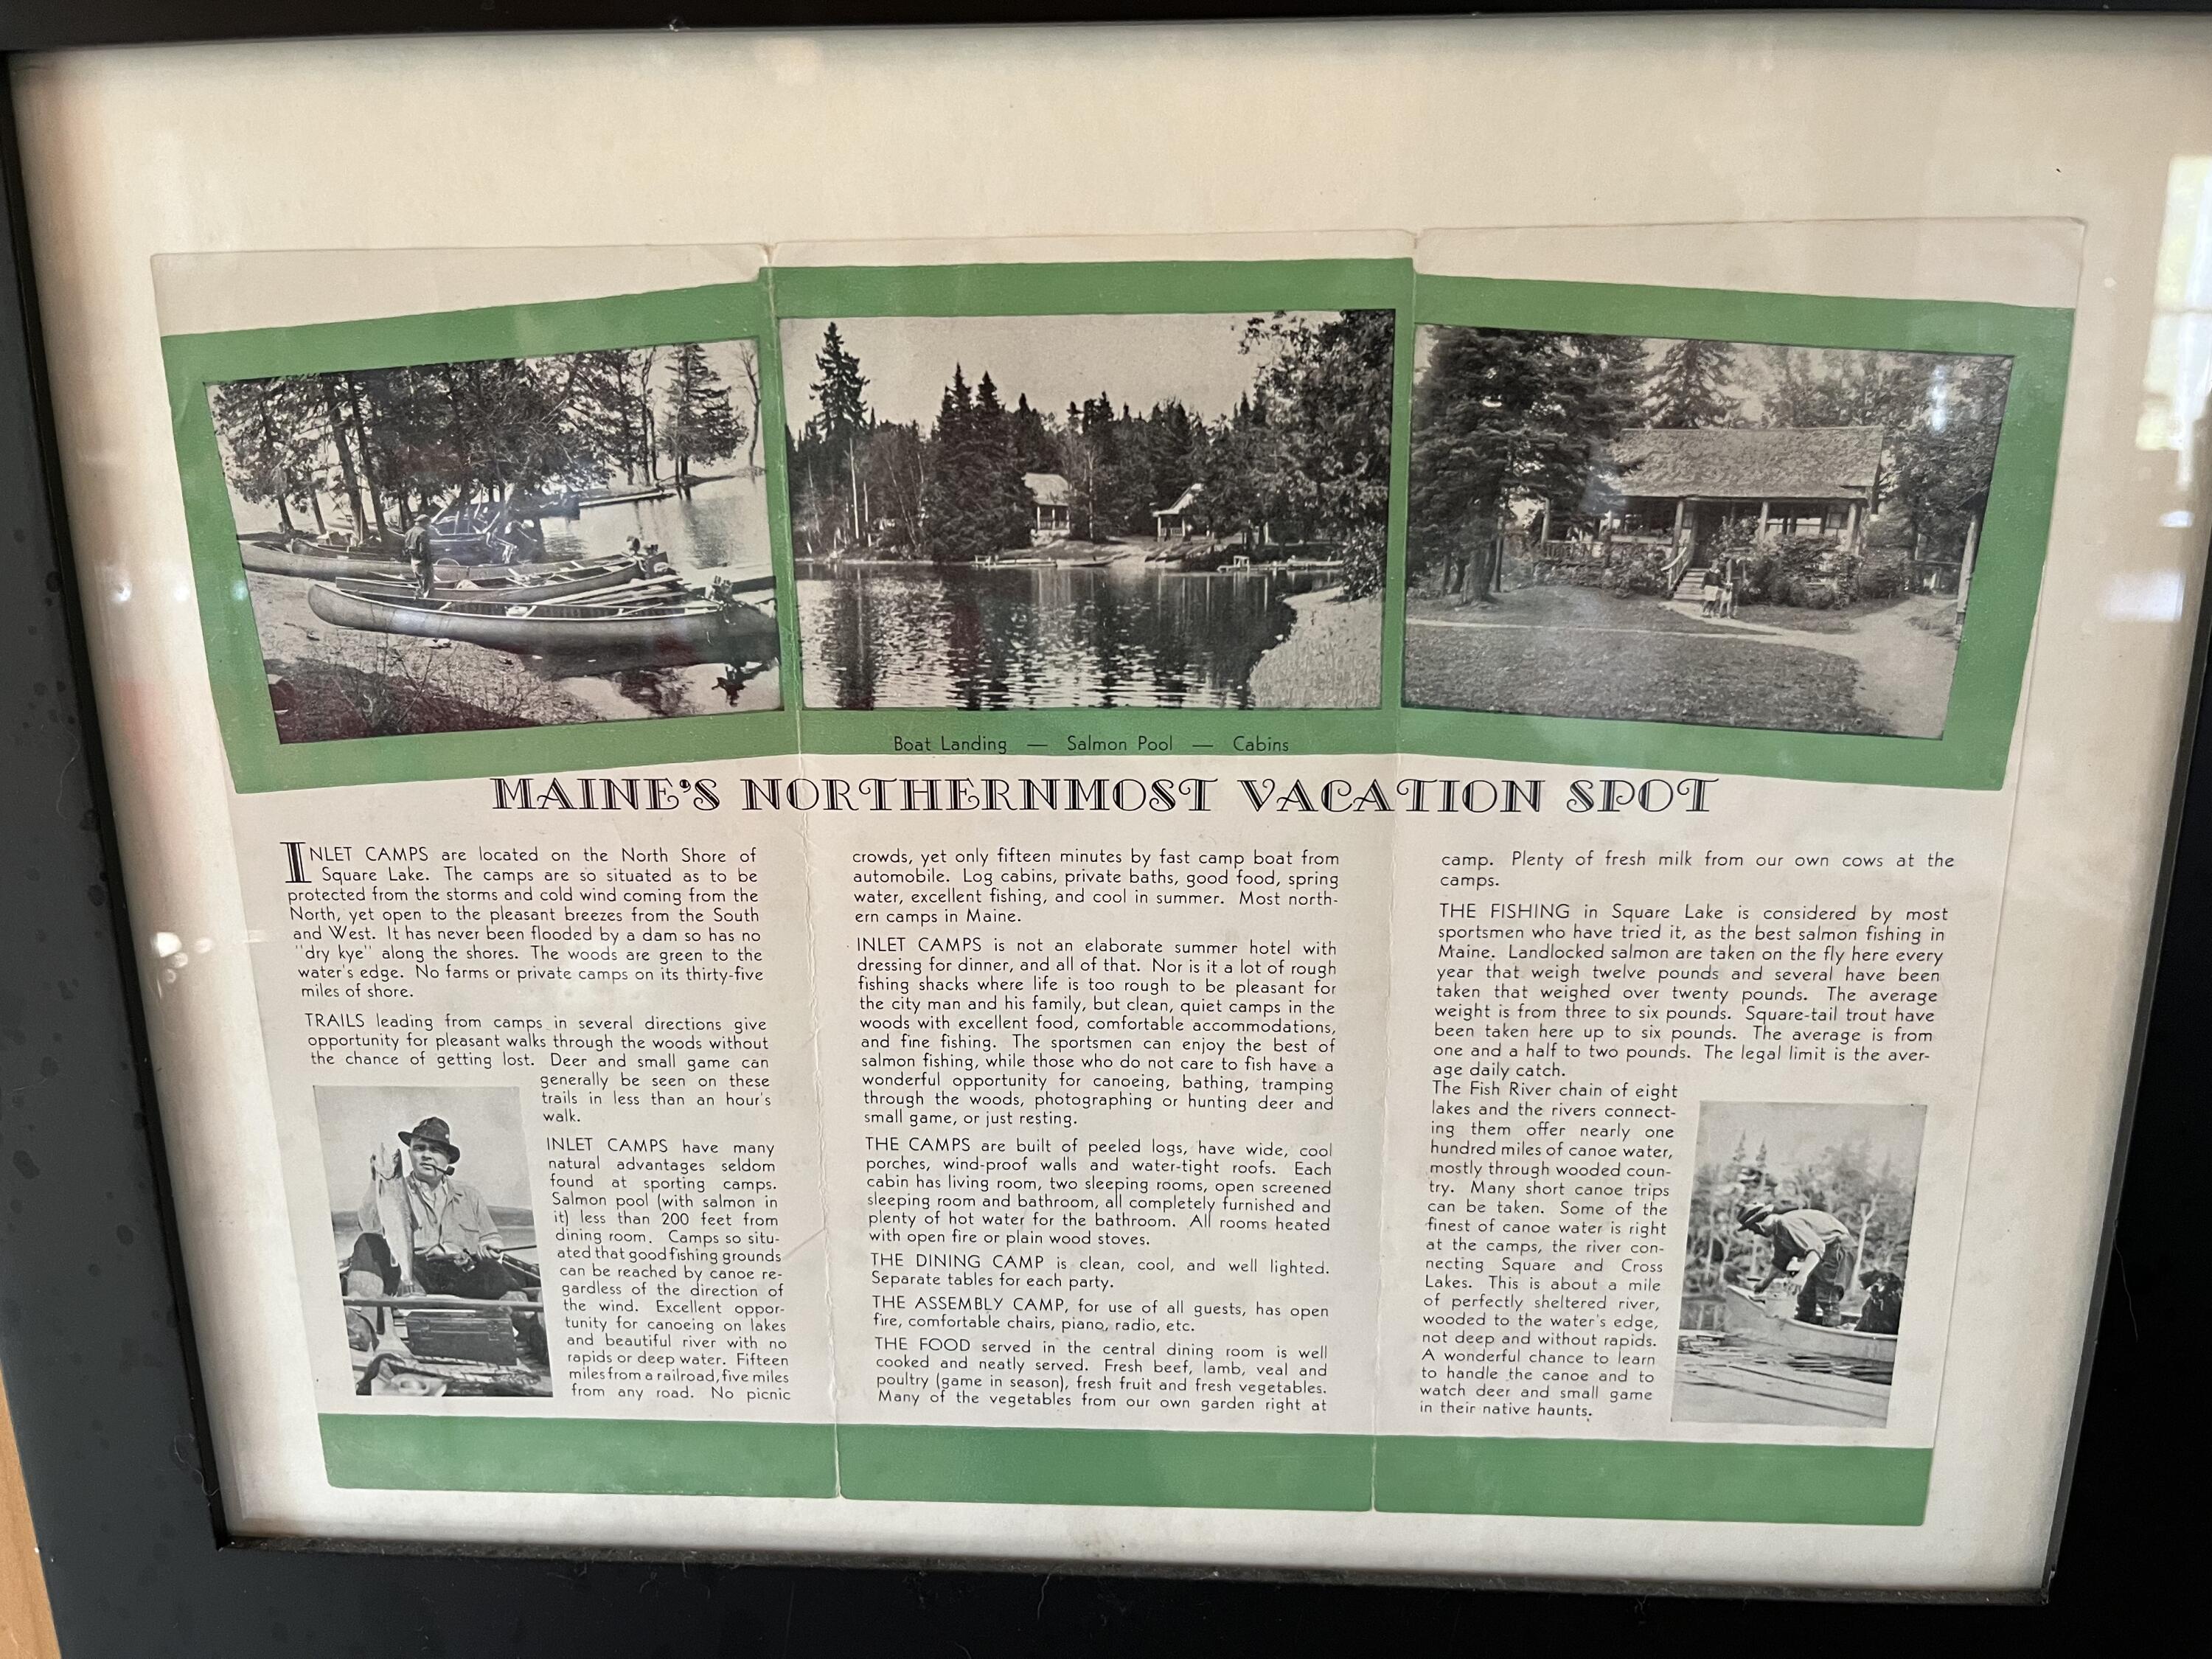 Boat Landing — Salmon Pool — Cabins
MAINE'S NORTHERNMOST VACATION SPOT
INLET CAMPS are located on the North Shore of
Square Lake. The camps are so situated as to be
protected from the storms and cold wind coming from the
North, yet open to the pleasant breezes from the South
and West. It has never been flooded by a dam so has no
"dry kye" along the shores. The woods are green to the
water's edge. No farms or private camps on its thirty-five
miles of shore.
TRAILS leading from camps in several directions give
opportunity for pleasant walks through the woods without
the chance of getting lost. Deer and small game can
generally be seen on these
trails in less than an hour's
walk.
INLET CAMPS have many
natural advantages seldom
found at sporting camps.
Salmon pool (with salmon in
it) less than 200 feet from
dining room. Camps so situ-
ated that good fishing grounds
can be reached by canoe re-
gardless of the direction of
the wind. Excellent oppor-
tunity for canoeing on lakes
and beautiful river with no
rapids or deep water. Fifteen
miles from a railroad, five miles
from any road. No picnic
crowds, yet only fifteen minutes by fast camp boat from
automobile. Log cabins, private baths, good food, spring
water, excellent fishing, and cool in summer. Most north-
ern camps in Maine.
INLET CAMPS is not an elaborate summer hotel with
dressing for dinner, and all of that. Nor is it a lot of rough
fishing shacks where life is too rough to be pleasant for
the city man and his family, but clean, quiet camps in the
woods with excellent food, comfortable accommodations,
and fine fishing. The sportsmen can enjoy the best of
salmon fishing, while those who do not care to fish have a
wonderful opportunity for canoeing, bathing, tramping
through the woods, photographing or hunting deer and
small game, or just resting.
THE CAMPS are built of peeled logs, have wide, cool
porches, wind-proof walls and water-tight roofs. Each
cabin has living room, two sleeping rooms, open screened
sleeping room and bathroom, all completely furnished and
plenty of hot water for the bathroom. All rooms heated
with open fire or plain wood stoves.
THE DINING CAMP is clean, cool, and well lighted.
Separate tables for each party.
THE ASSEMBLY CAMP, for use of all guests, has open
fire, comfortable chairs, piano, radio, etc.
THE FOOD served in the central dining room is well
cooked and neatly served. Fresh beef, lamb, veal and
poultry (game in season), fresh fruit and fresh vegetables.
Many of the vegetables from our own garden right at
camp. Plenty of fresh milk from our own cows at the
camps.
THE FISHING in Square Lake is considered by most
sportsmen who have tried it, as the best salmon fishing in
Maine. Landlocked salmon are taken on the fly here every
year that weigh twelve pounds and several have been
taken that weighed over twenty pounds. The average
weight is from three to six pounds. Square-tail trout have
been taken here up to six pounds. The average is from
one and a half to two pounds. The legal limit is the aver-
age daily catch.
The Fish River chain of eight
lakes and the rivers connect-
ing them offer nearly one
hundred miles of canoe water,
mostly through wooded coun-
try. Many short canoe trips
can be taken. Some of the
finest of canoe water is right
at the camps, the river con-
necting Square and Cross
Lakes. This is about a mile
of perfectly sheltered river,
wooded to the water's edge,
not deep and without rapids.
A wonderful chance to learn
to handle the canoe and to
watch deer and small game
in their native haunts.